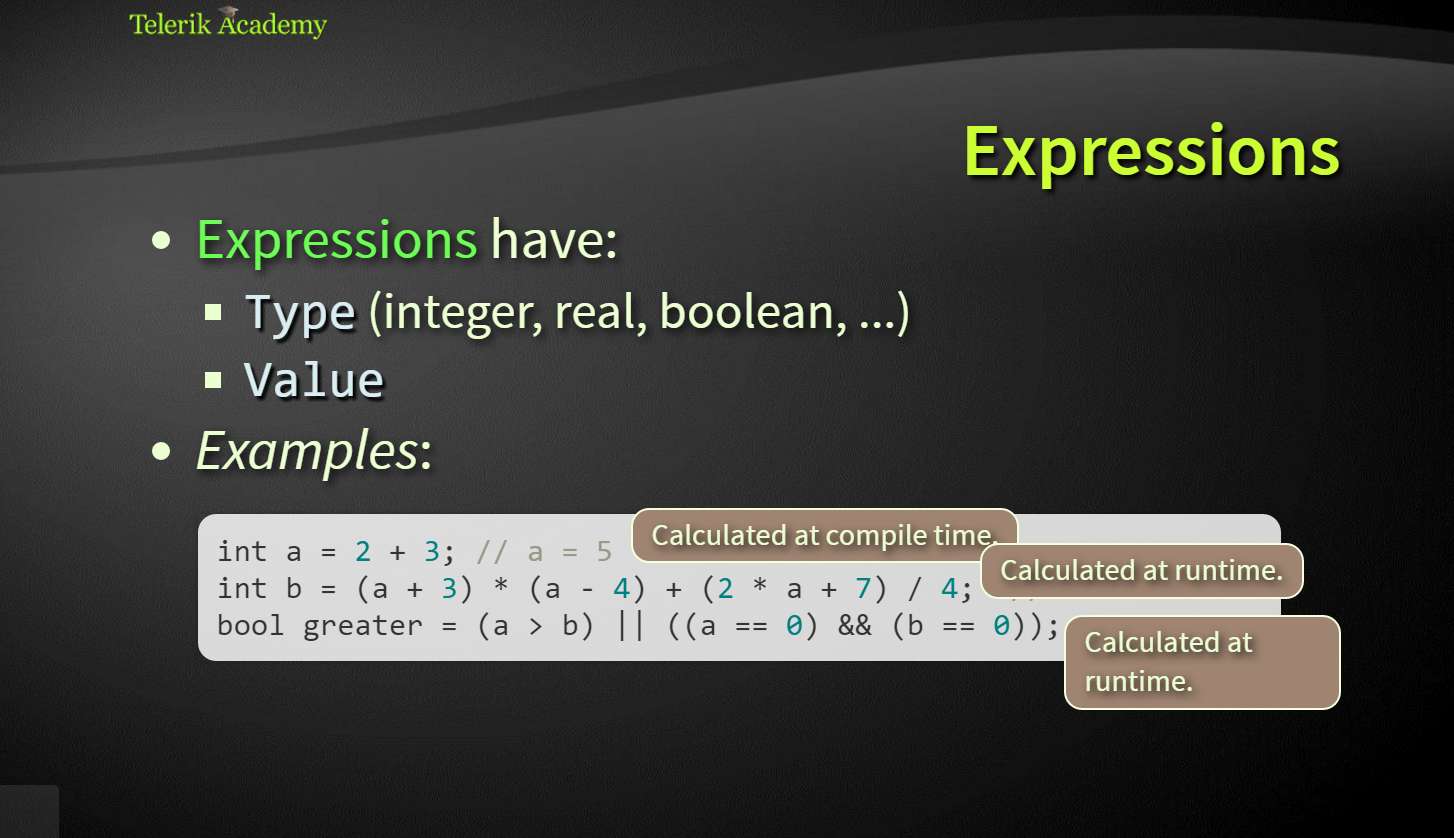 Telerik Academy
Expressions
• Expressions have:
▪ Type (integer, real, boolean, ...)
▪ Value
• Examples:
Calculated at compile time.
int a = 2 + 3; // a = 5
Calculated at runtime.
int b = (a + 3) * (a - 4) + (2 * a + 7) / 4;
bool greater = (a > b) || ((a == 0) && (b == 0));
Calculated at
runtime.